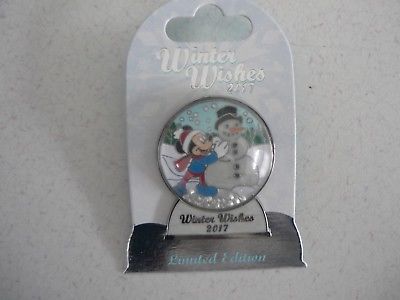 Winter
Wishes
2017
Winter Wishes
2017
Limited Edition